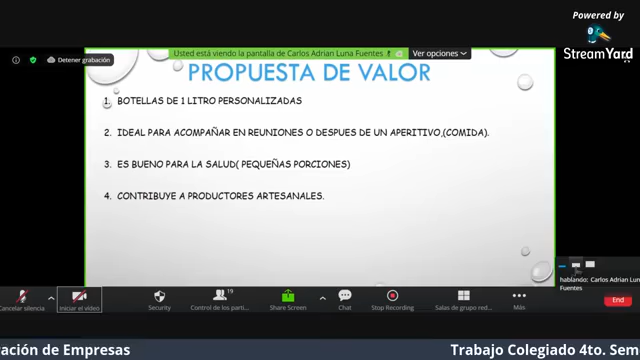 Powered by
StreamYard
Usted está viendo la pantalla de Carlos Adrian Luna Fuentes
Ver opciones
Detener grabación
PROPUESTA DE VALOR
1. BOTELLAS DE 1 LITRO PERSONALIZADAS
2. IDEAL PARA ACOMPAÑAR EN REUNIONES O DESPUES DE UN APERITIVO,(COMIDA).
3. ES BUENO PARA LA SALUD( PEQUEÑAS PORCIONES)
4. CONTRIBUYE A PRODUCTORES ARTESANALES.
hablando: Carlos Adrian Luna
Fuentes
19
Cancelar silencio
Iniciar el video
Security
Control de los parti...
Share Screen
Chat
Stop Recording
Salas de grupo red...
Más
End
ración de Empresas
Trabajo Colegiado 4to. Sem